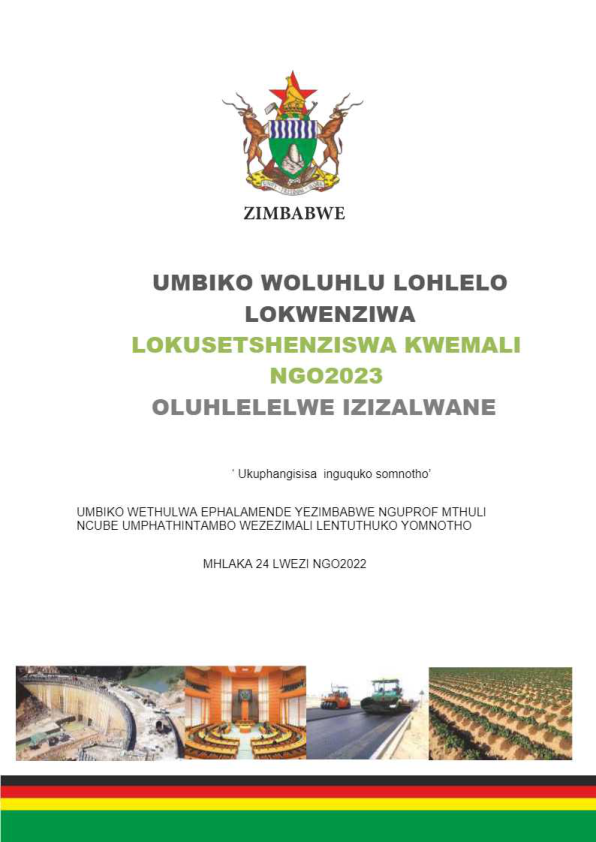 ZIMBABWE
UMBIKO WOLUHLU LOHLELO
LOKWENZIWA
LOKUSETSHENZISWA KWEMALI
NGO2023
OLUHLELELWE IZIZALWANE
' Ukuphangisisa inguquko somnotho'
UMBIKO WETHULWA EPHALAMENDE YEZIMBABWE NGUPROF MTHULI
NCUBE UMPHATHINTAMBO WEZEZIMALI LENTUTHUKO YOMNOTHO
MHLAKA 24 LWEZI NGO2022